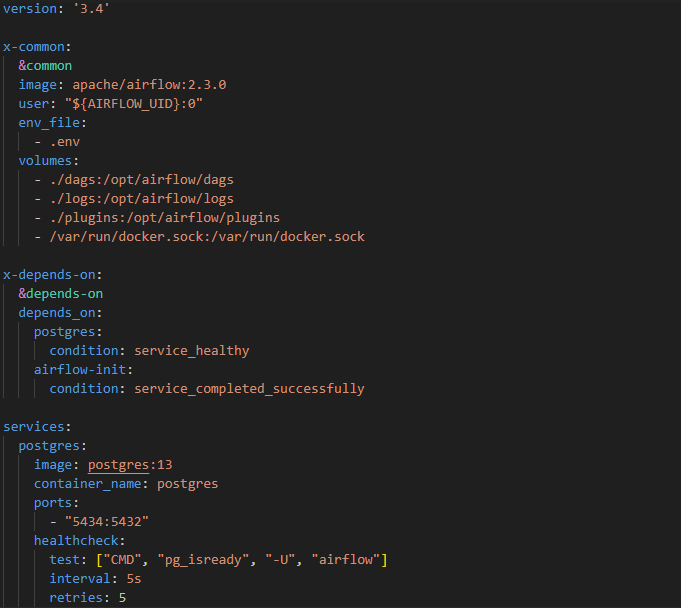 version: '3.4'

x-common:
  &common
  image: apache/airflow:2.3.0
  user: "${AIRFLOW_UID}:0"
  env_file:
    - .env
  volumes:
    - ./dags:/opt/airflow/dags
    - ./logs:/opt/airflow/logs
    - ./plugins:/opt/airflow/plugins
    - /var/run/docker.sock:/var/run/docker.sock

x-depends-on:
  &depends-on
  depends_on:
    postgres:
      condition: service_healthy
    airflow-init:
      condition: service_completed_successfully

services:
  postgres:
    image: postgres:13
    container_name: postgres
    ports:
      - "5434:5432"
    healthcheck:
      test: ["CMD", "pg_isready", "-U", "airflow"]
      interval: 5s
      retries: 5